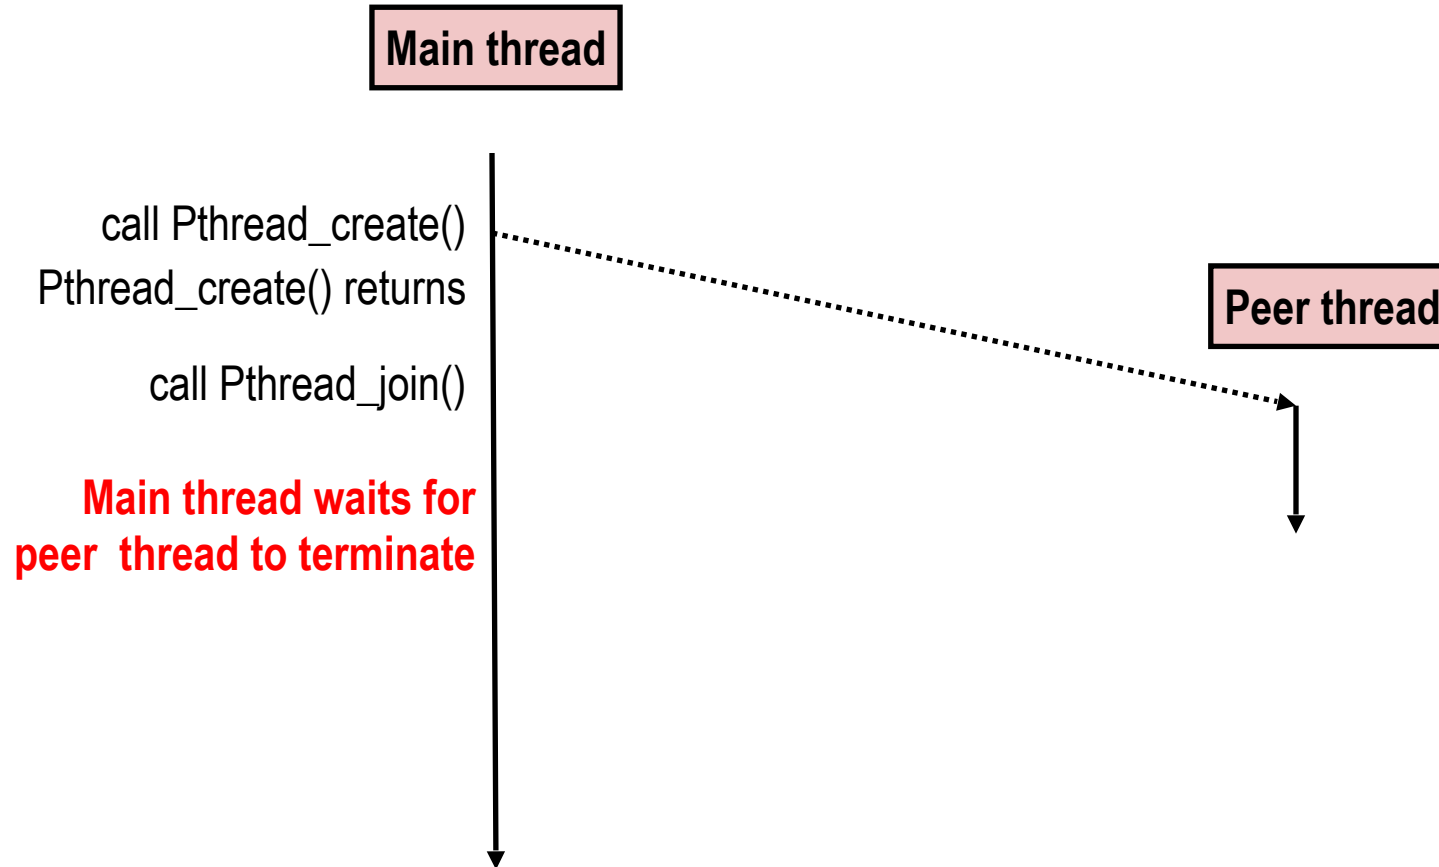 Main thread
call Pthread_create()
Pthread_create() returns
Peer thread
call Pthread_join()
Main thread waits for
peer  thread to terminate